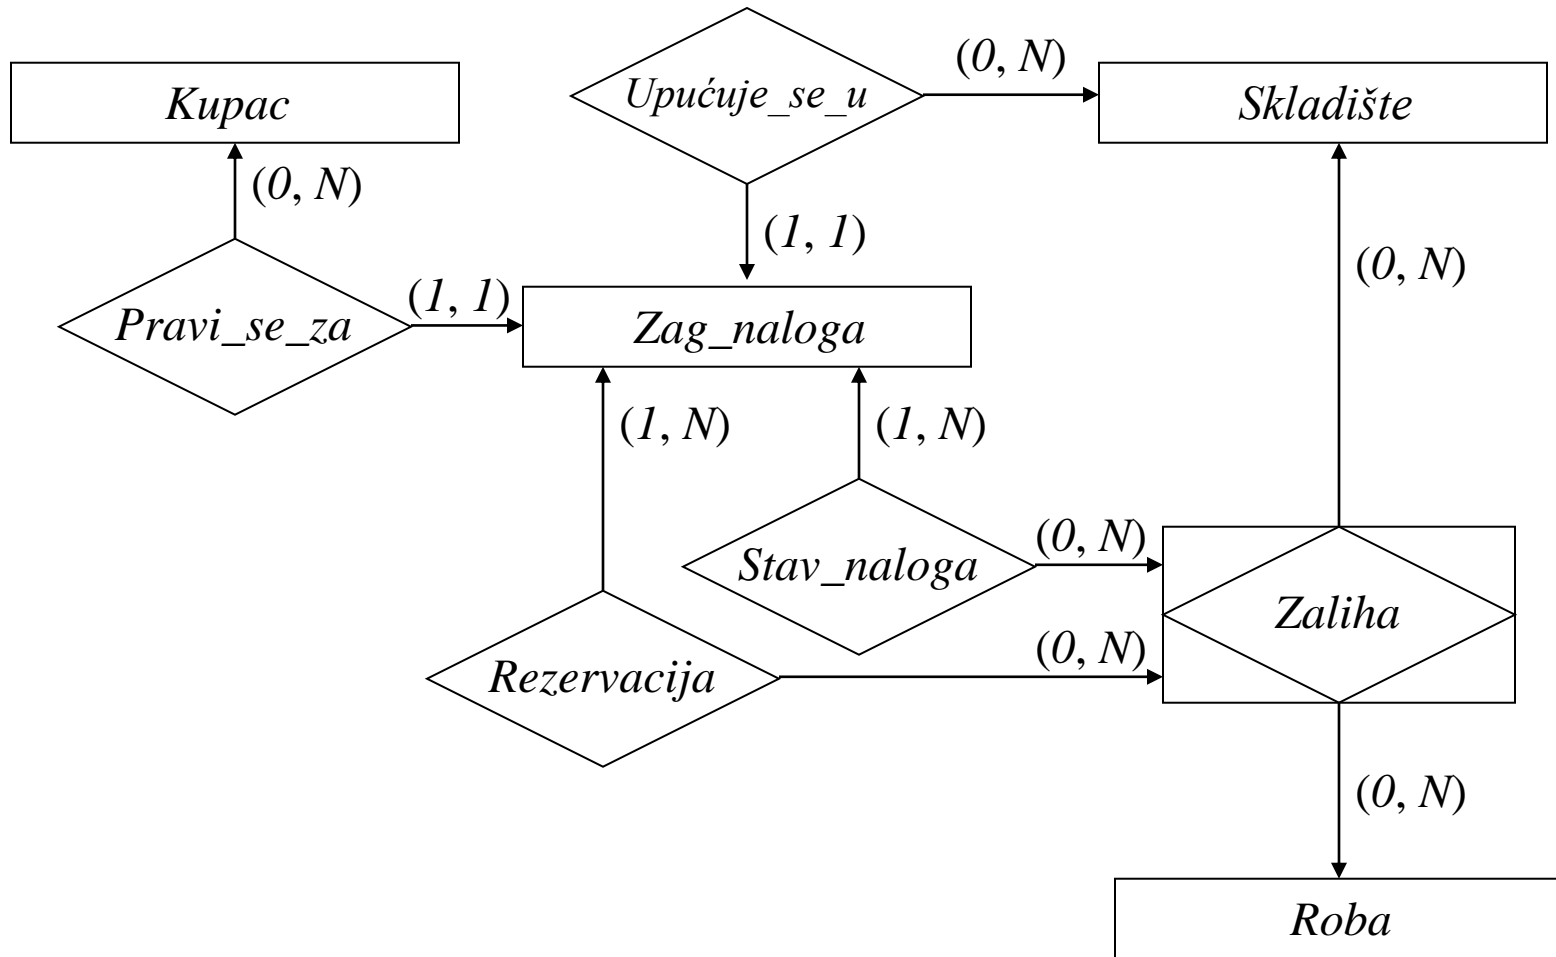 (0, N)
Kupac
Upućuje_se_u
Skladište
(0, N)
(1, 1)
(0, N)
(1, 1)
Pravi_se_za
Zag_naloga
(1, N)
(1, N)
(0, N)
Stav_naloga
Zaliha
(0, N)
Rezervacija
(0, N)
Roba